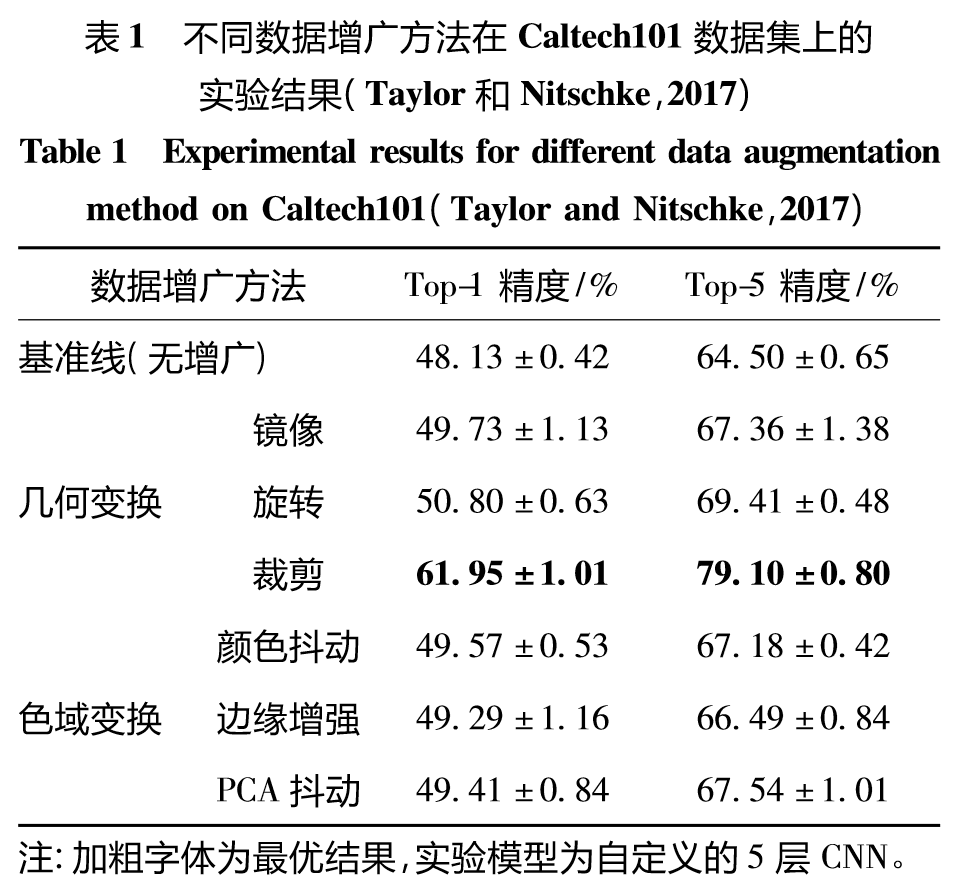 表1 不同数据增广方法在 Caltech101 数据集上的
实验结果(Taylor 和 Nitschke,2017)
Table 1 Experimental results for different data augmentation
method on Caltech101(Taylor and Nitschke,2017)
数据增广方法 Top-1 精度/% Top-5 精度/%
基准线(无增广) 48.13 ±0.42 64.50 ±0.65
镜像 49.73 ±1.13 67.36 ±1.38
几何变换 旋转 50.80 ±0.63 69.41 ±0.48
裁剪 61.95 ±1.01 79.10 ±0.80
颜色抖动 49.57 ±0.53 67.18 ±0.42
色域变换 边缘增强 49.29 ±1.16 66.49 ±0.84
PCA 抖动 49.41 ±0.84 67.54 ±1.01
注:加粗字体为最优结果,实验模型为自定义的 5 层 CNN。